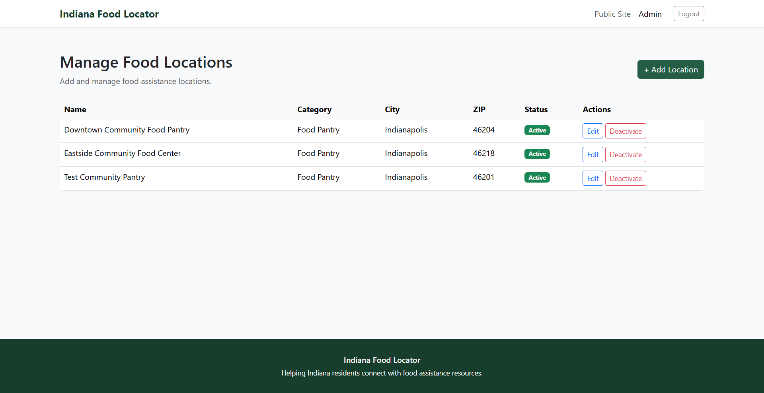 Indiana Food Locator Public Site Admin Logout
Manage Food Locations
Add and manage food assistance locations.
+ Add Location
Name Category City ZIP Status Actions
Downtown Community Food Pantry Food Pantry Indianapolis 46204 Active Edit Deactivate
Eastside Community Food Center Food Pantry Indianapolis 46218 Active Edit Deactivate
Test Community Pantry Food Pantry Indianapolis 46201 Active Edit Deactivate
Indiana Food Locator
Helping Indiana residents connect with food assistance resources.